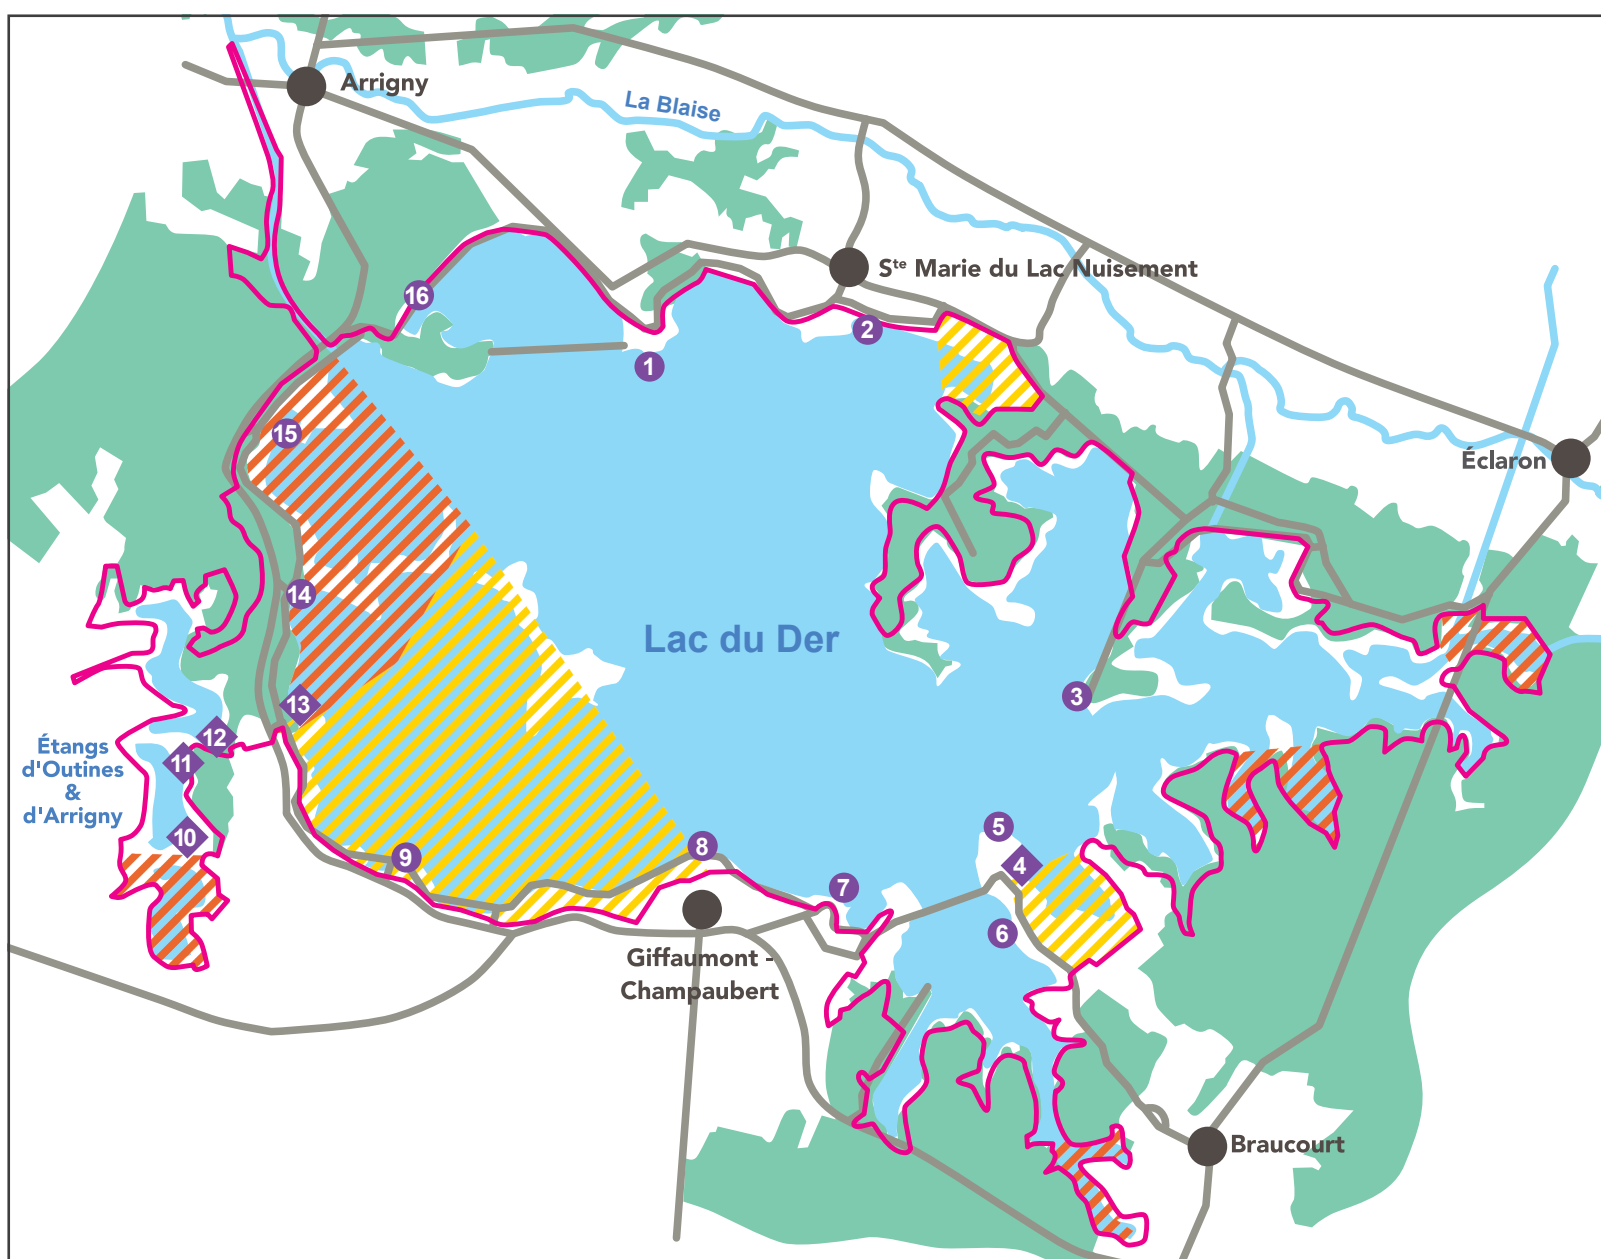 Arrigny
La Blaise
Sᵗᵉ Marie du Lac Nuisement
16
2
1
15
Éclaron
14
Lac du Der
3
13
12
Étangs
d'Outines
&
d'Arrigny
11
10
5
9
8
4
7
6
Giffaumont -
Champaubert
Braucourt